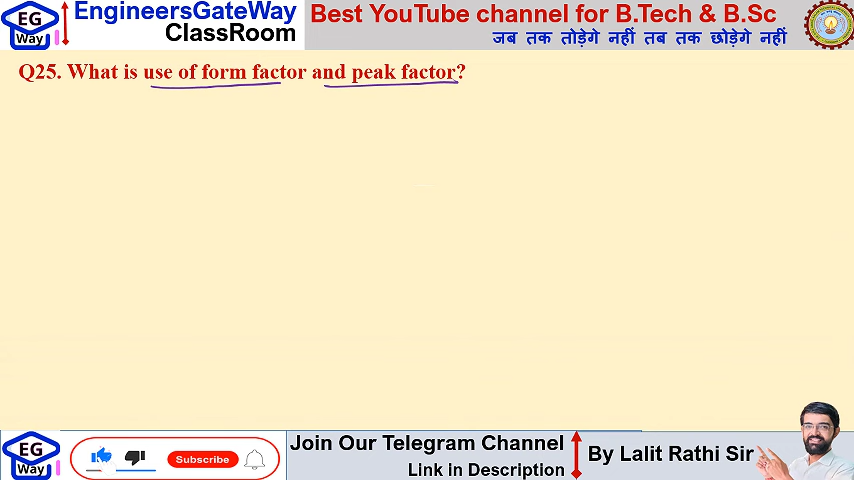 EG
Way
EngineersGateWay
ClassRoom
Best YouTube channel for B.Tech & B.Sc
जब तक तोड़ेगे नहीं तब तक छोड़ेगे नहीं
Q25. What is use of form factor and peak factor?
EG
Way
Subscribe
Join Our Telegram Channel
Link in Description
By Lalit Rathi Sir